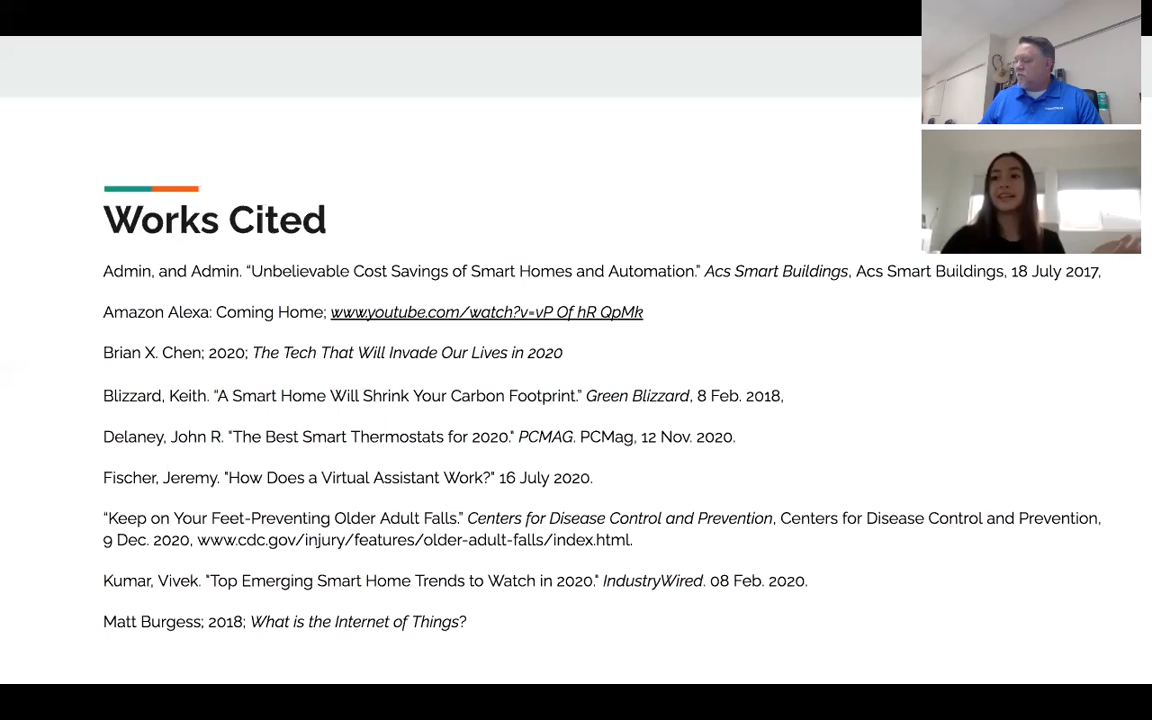 Works Cited
Admin, and Admin. “Unbelievable Cost Savings of Smart Homes and Automation.” Acs Smart Buildings, Acs Smart Buildings, 18 July 2017,
Amazon Alexa: Coming Home; www.youtube.com/watch?v=vP Of hR QpMk
Brian X. Chen; 2020; The Tech That Will Invade Our Lives in 2020
Blizzard, Keith. “A Smart Home Will Shrink Your Carbon Footprint.” Green Blizzard, 8 Feb. 2018,
Delaney, John R. "The Best Smart Thermostats for 2020." PCMAG. PCMag, 12 Nov. 2020.
Fischer, Jeremy. "How Does a Virtual Assistant Work?" 16 July 2020.
“Keep on Your Feet-Preventing Older Adult Falls.” Centers for Disease Control and Prevention, Centers for Disease Control and Prevention,
9 Dec. 2020, www.cdc.gov/injury/features/older-adult-falls/index.html.
Kumar, Vivek. "Top Emerging Smart Home Trends to Watch in 2020." IndustryWired. 08 Feb. 2020.
Matt Burgess; 2018; What is the Internet of Things?